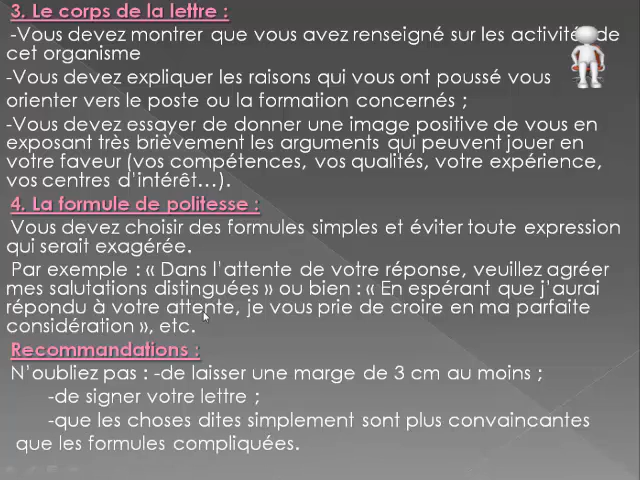 3. Le corps de la lettre :
-Vous devez montrer que vous avez renseigné sur les activités de
cet organisme
-Vous devez expliquer les raisons qui vous ont poussé vous
orienter vers le poste ou la formation concernés ;
-Vous devez essayer de donner une image positive de vous en
exposant très brièvement les arguments qui peuvent jouer en
votre faveur (vos compétences, vos qualités, votre expérience,
vos centres d'intérêt…).
4. La formule de politesse :
Vous devez choisir des formules simples et éviter toute expression
qui serait exagérée.
Par exemple : « Dans l'attente de votre réponse, veuillez agréer
mes salutations distinguées » ou bien : « En espérant que j'aurai
répondu à votre attente, je vous prie de croire en ma parfaite
considération », etc.
Recommandations :
N'oubliez pas : -de laisser une marge de 3 cm au moins ;
-de signer votre lettre ;
-que les choses dites simplement sont plus convaincantes
que les formules compliquées.